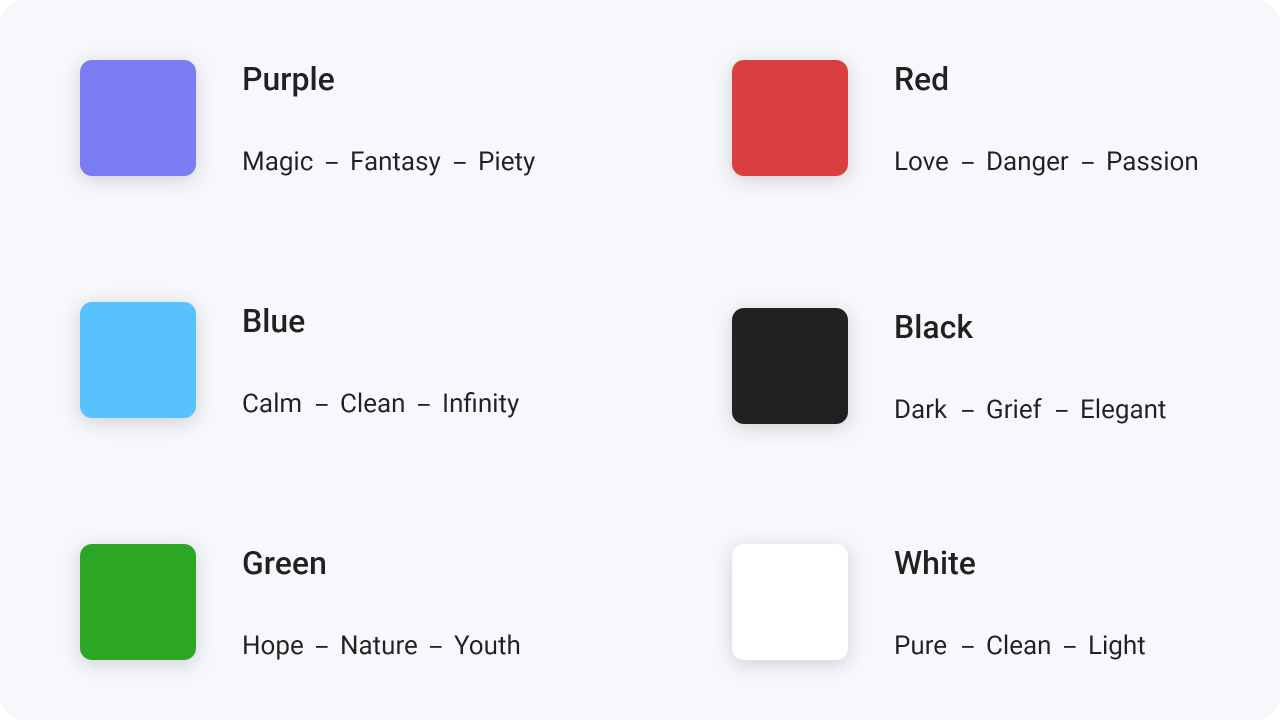 Purple
Magic – Fantasy – Piety
Red
Love – Danger – Passion
Blue
Calm – Clean – Infinity
Black
Dark – Grief – Elegant
Green
Hope – Nature – Youth
White
Pure – Clean – Light